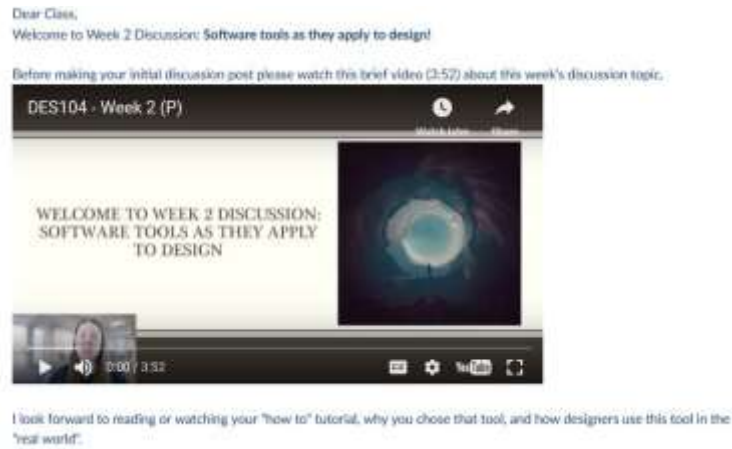 Dear Class,
Welcome to Week 2 Discussion: Software tools as they apply to design!
Before making your initial discussion post please watch this brief video (3:52) about this week's discussion topic.
DES104 - Week 2 (P)
Watch later Share
WELCOME TO WEEK 2 DISCUSSION:
SOFTWARE TOOLS AS THEY APPLY
TO DESIGN
0:00 / 3:52
YouTube
I look forward to reading or watching your "how to" tutorial, why you chose that tool, and how designers use this tool in the
"real world".